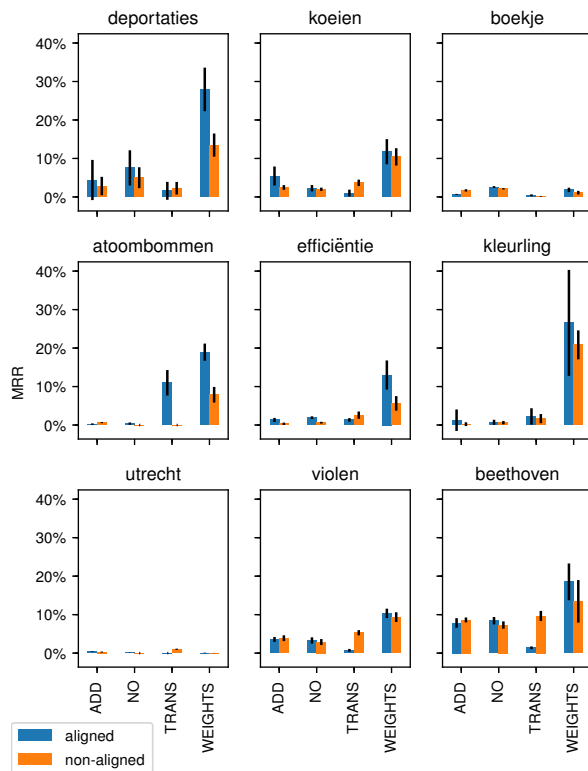 deportaties koeien boekje
40%
30%
20%
10%
0%
atoombommen efficiëntie kleurling
40%
30%
20%
10%
0%
MRR
utrecht violen beethoven
40%
30%
20%
10%
0%
ADD NO TRANS WEIGHTS ADD NO TRANS WEIGHTS ADD NO TRANS WEIGHTS
aligned
non-aligned